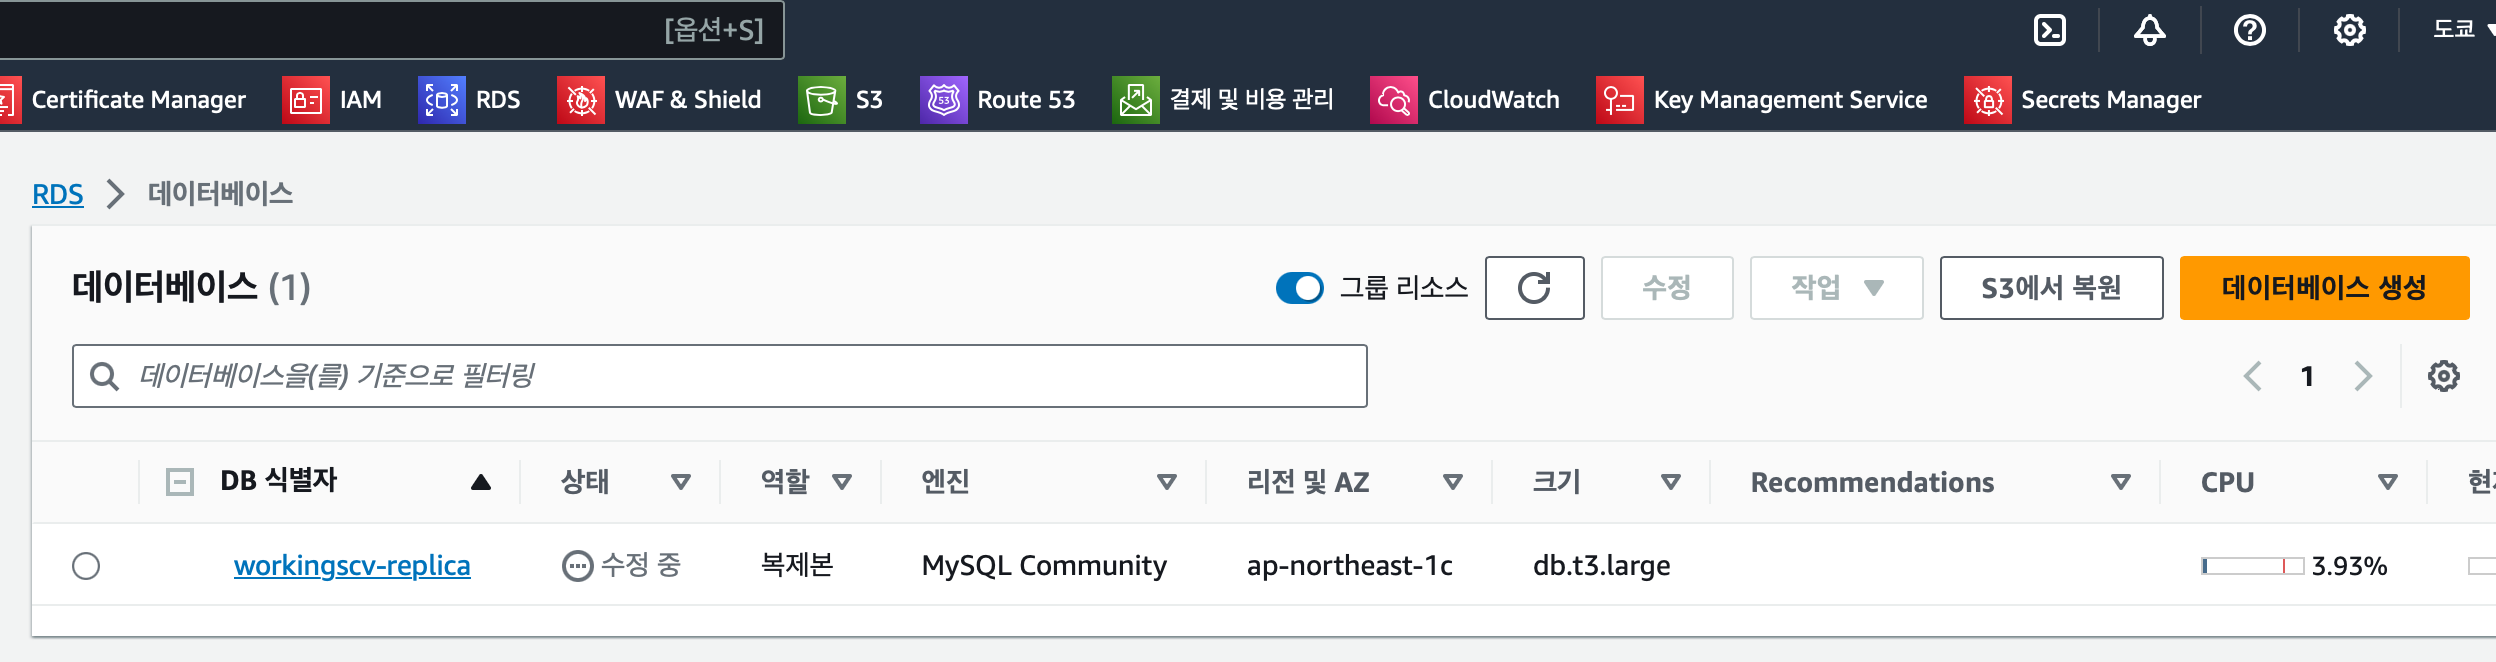 [옵션+S] 도쿄
Certificate Manager IAM RDS WAF & Shield S3 Route 53 결제 및 비용 관리 CloudWatch Key Management Service Secrets Manager
RDS 데이터베이스
데이터베이스 (1) 그룹 리소스 수정 작업 S3에서 복원 데이터베이스 생성
데이터베이스을(를) 기준으로 필터링 1
DB 식별자 상태 역할 엔진 리전 및 AZ 크기 Recommendations CPU
workingscv-replica 수정 중 복제본 MySQL Community ap-northeast-1c db.t3.large 3.93%